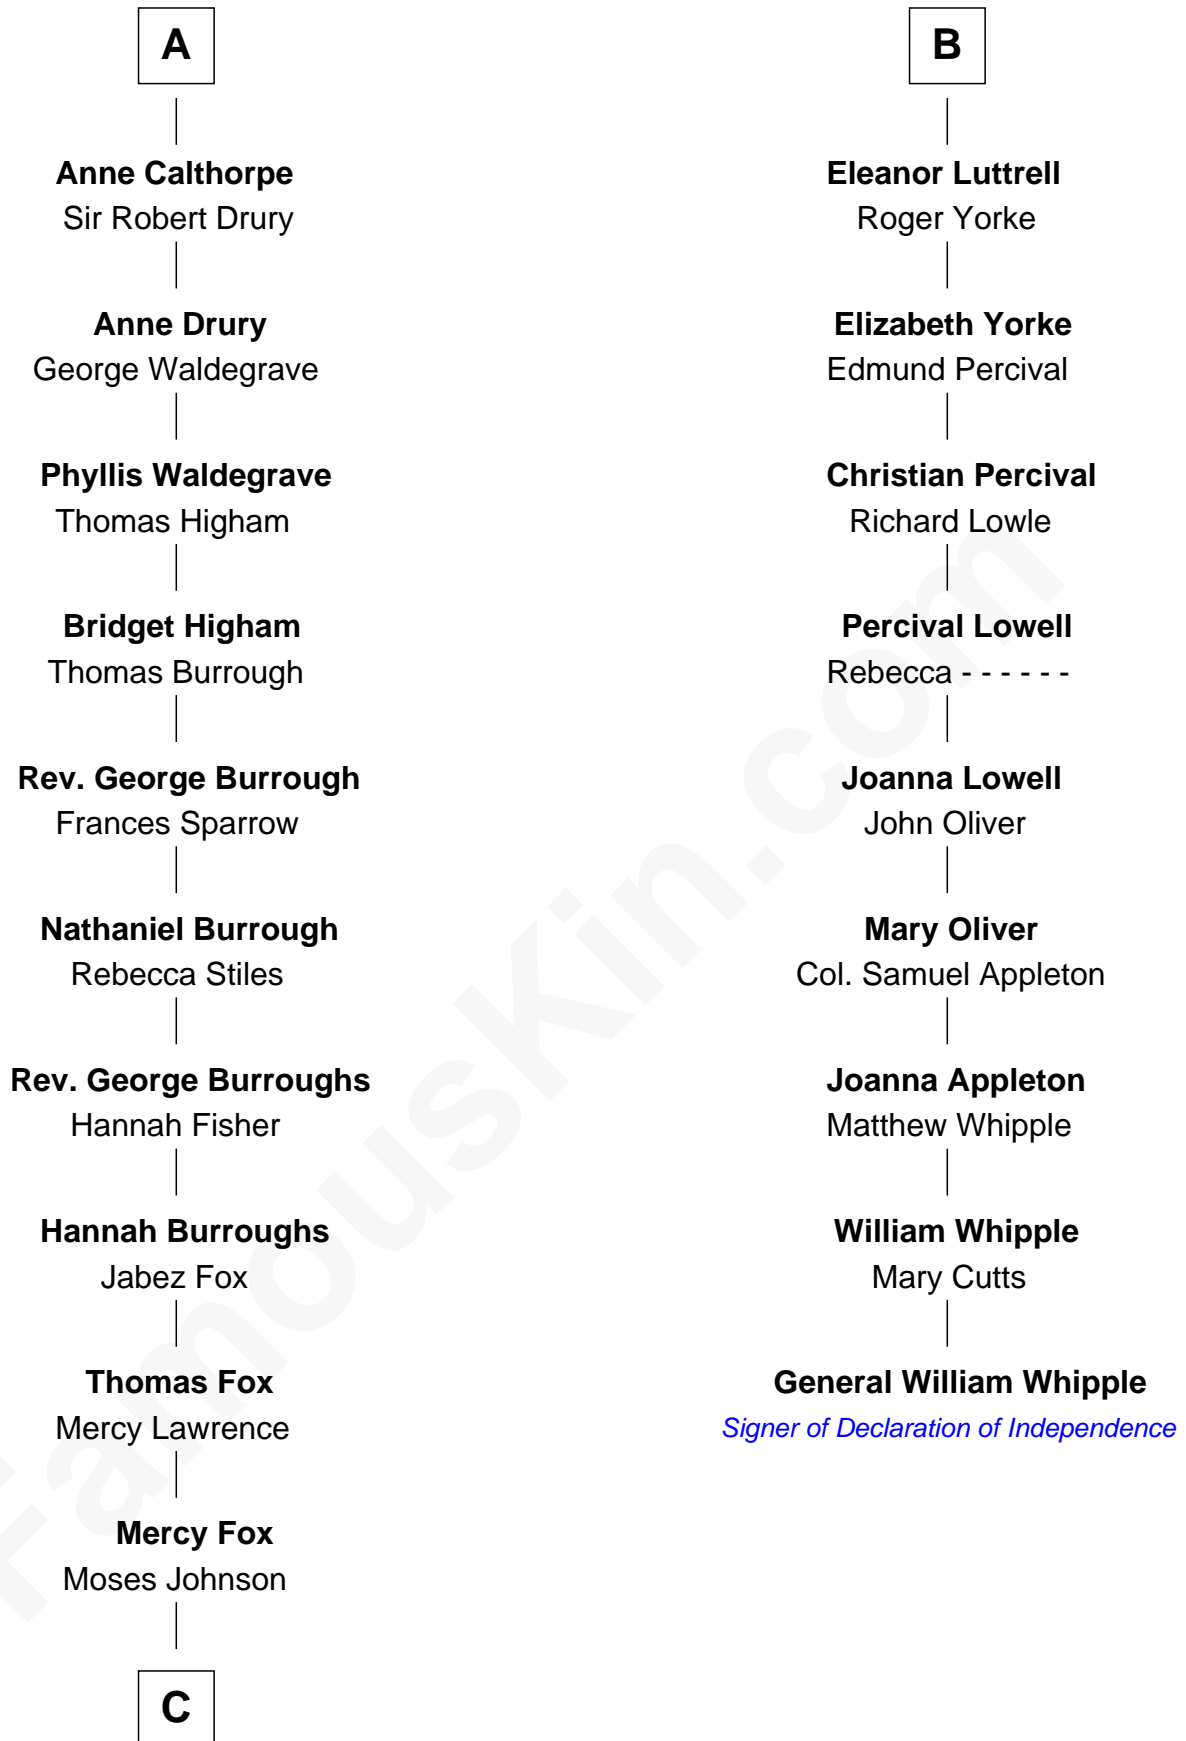 A
Anne Calthorpe
Sir Robert Drury
Anne Drury
George Waldegrave
Phyllis Waldegrave
Thomas Higham
Bridget Higham
Thomas Burrough
Rev. George Burrough
Frances Sparrow
Nathaniel Burrough
Rebecca Stiles
Rev. George Burroughs
Hannah Fisher
Hannah Burroughs
Jabez Fox
Thomas Fox
Mercy Lawrence
Mercy Fox
Moses Johnson
C
B
Eleanor Luttrell
Roger Yorke
Elizabeth Yorke
Edmund Percival
Christian Percival
Richard Lowle
Percival Lowell
Rebecca - - - - - -
Joanna Lowell
John Oliver
Mary Oliver
Col. Samuel Appleton
Joanna Appleton
Matthew Whipple
William Whipple
Mary Cutts
General William Whipple
Signer of Declaration of Independence
FamousKin.com